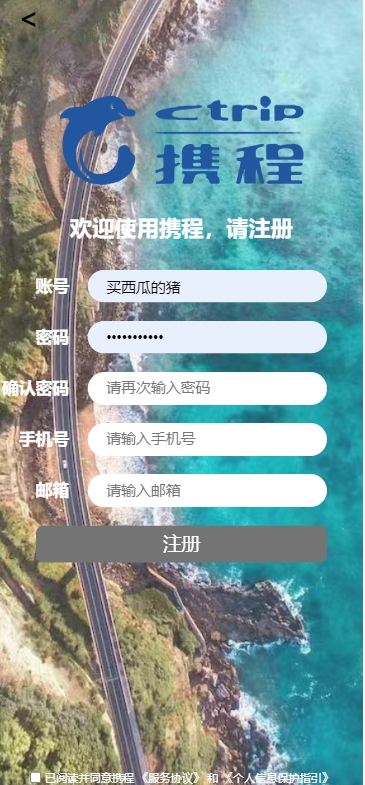 <
ctrip
携程
欢迎使用携程，请注册
账号 买西瓜的猪
密码 •••••••••••
确认密码 请再次输入密码
手机号 请输入手机号
邮箱 请输入邮箱
注册
已阅读并同意携程 《服务协议》 和 《个人信息保护指引》